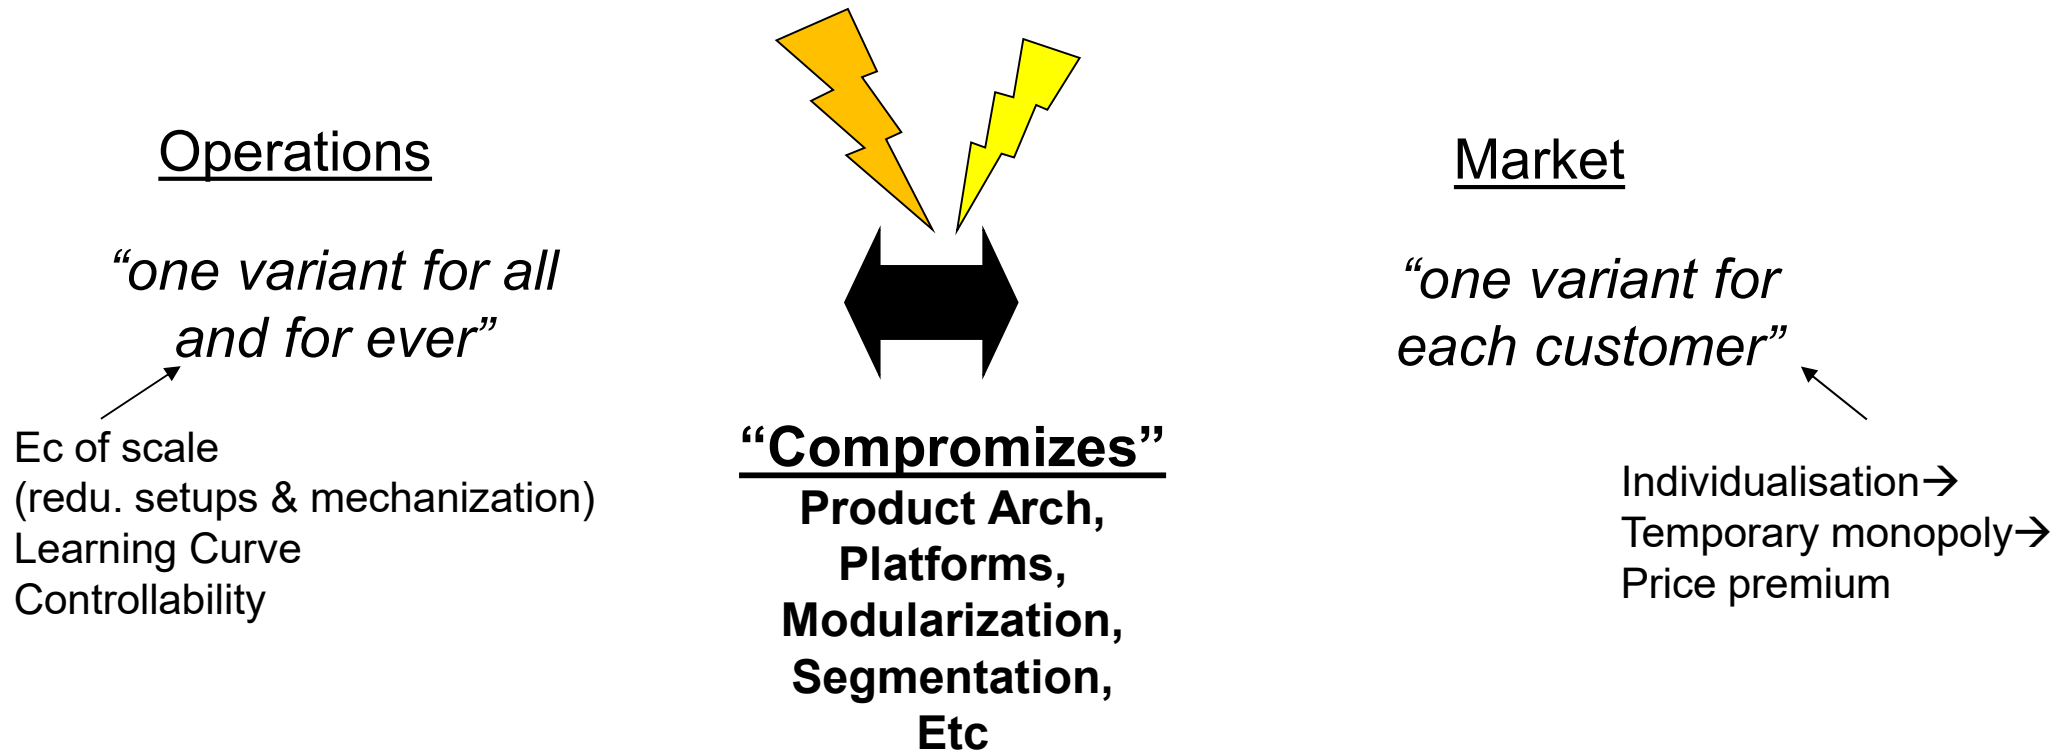 Operations
“one variant for all
and for ever”
Ec of scale
(redu. setups & mechanization)
Learning Curve
Controllability
“Compromizes”
Product Arch,
Platforms,
Modularization,
Segmentation,
Etc
Market
“one variant for
each customer”
Individualisation→
Temporary monopoly→
Price premium